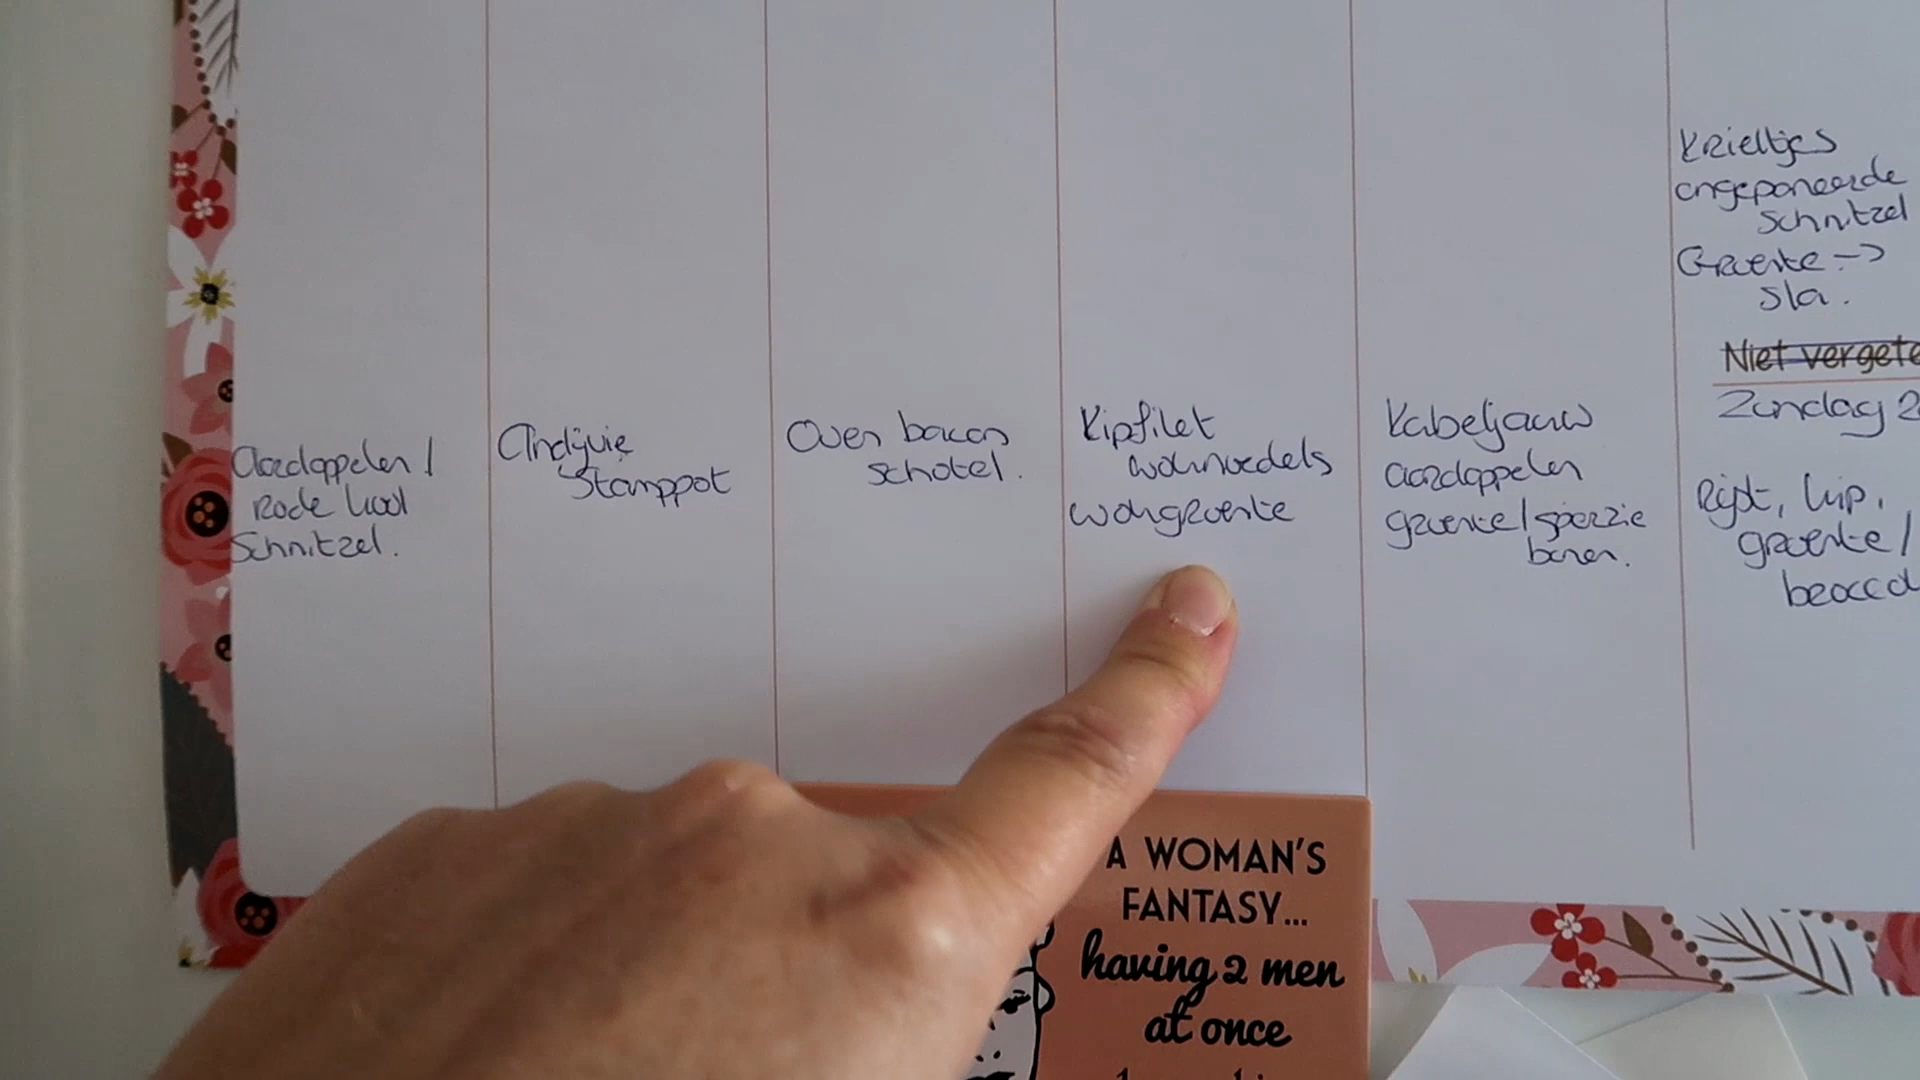 Aardappelen /
Rode kool
Schnitzel.
Andijvie
Stamppot
Oven bacon
schotel.
Kipfilet
woknoedels
wokgroente
Kabeljauw
aardappelen
groente / sperzie
bonen.
Krieltjes
ongepaneerde
schnitzel
Groente ->
sla.
Niet vergete
Zondag 2
Rijst, kip,
groente /
broccol
A WOMAN'S
FANTASY...
having 2 men
at once